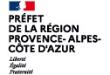 PRÉFET
DE LA RÉGION
PROVENCE- ALPES-
CÔTE D'AZUR
Liberté
Égalité
Fraternité